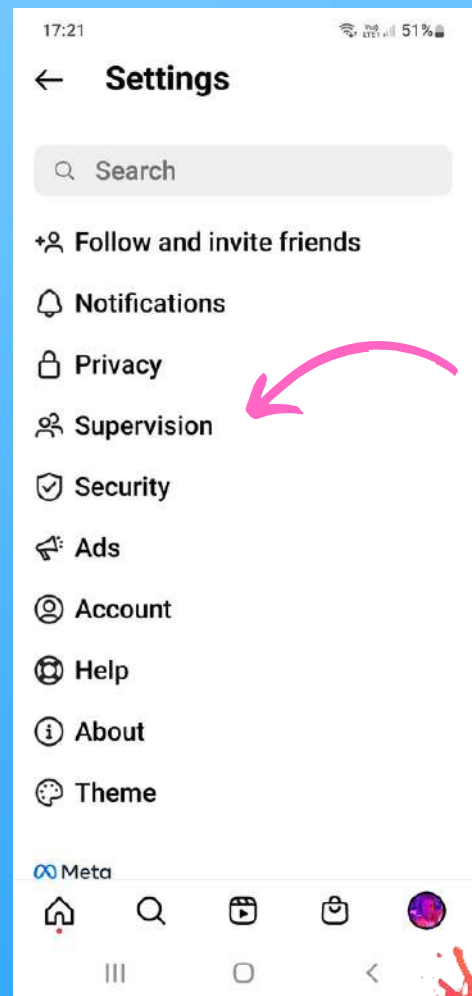 17:21 51%
Settings
Search
Follow and invite friends
Notifications
Privacy
Supervision
Security
Ads
Account
Help
About
Theme
Meta